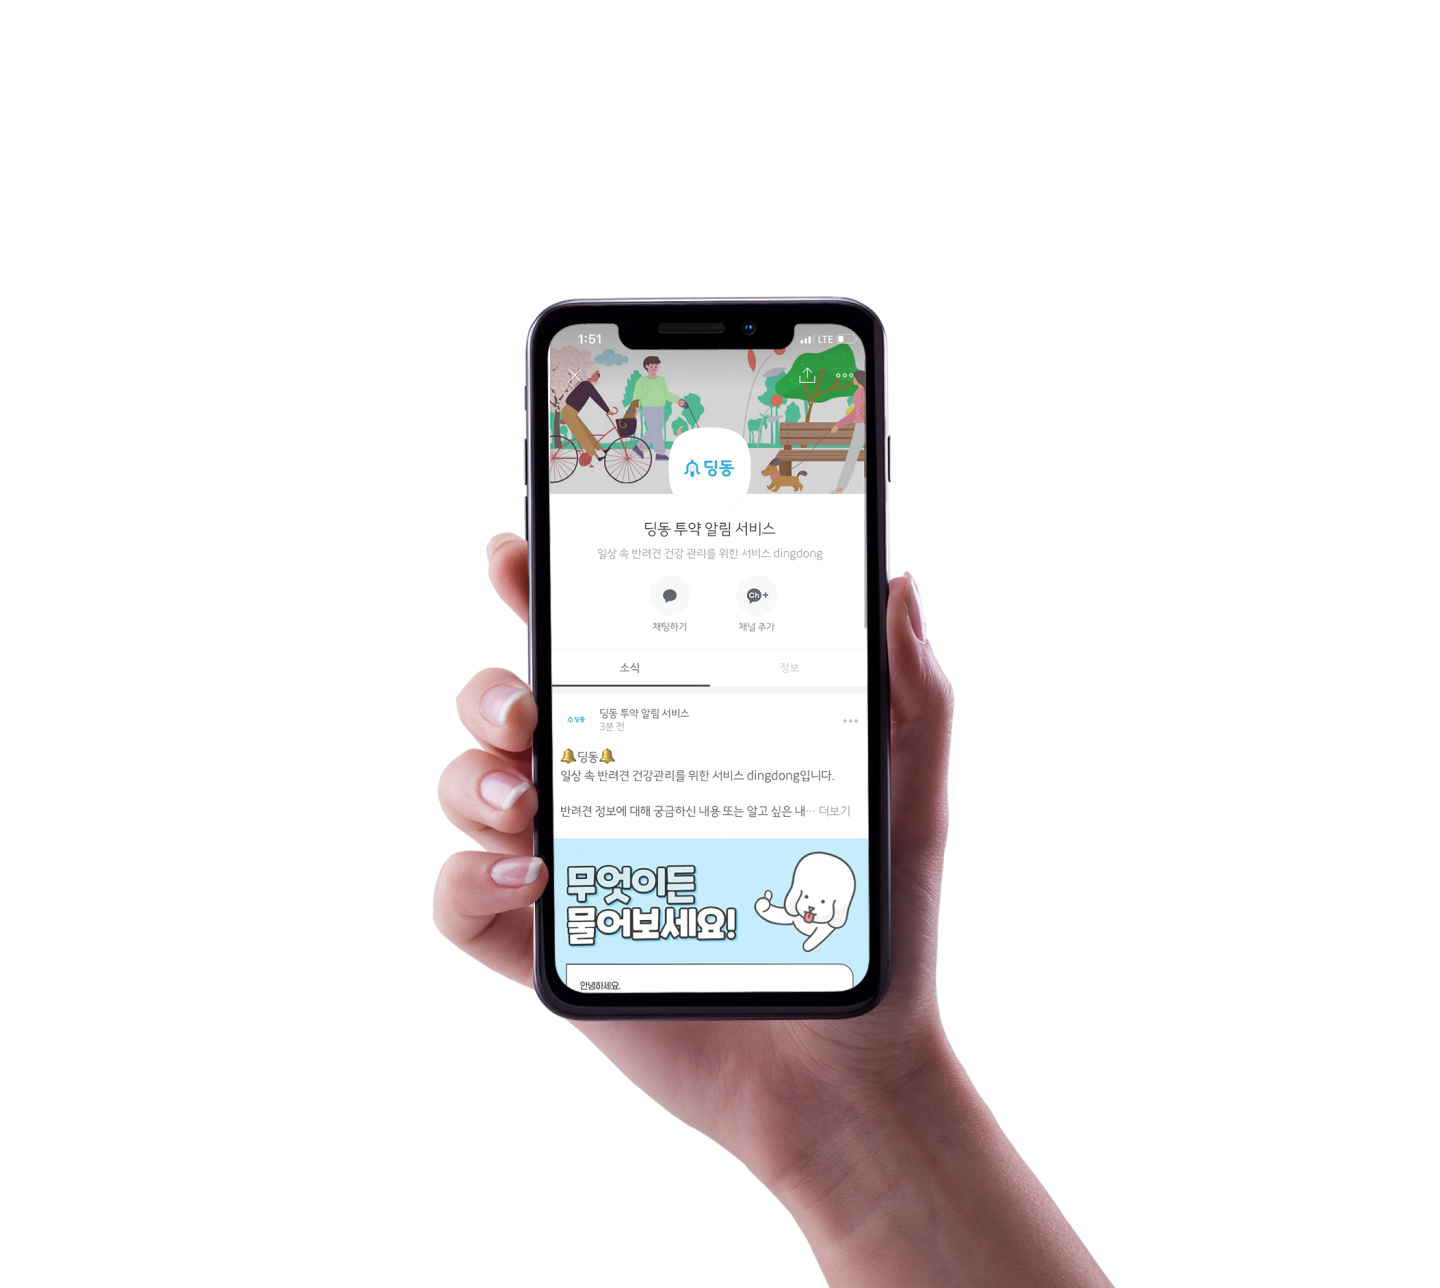 1:51
LTE
딩동
딩동 투약 알림 서비스
일상 속 반려견 건강 관리를 위한 서비스 dingdong
채팅하기
Ch+
채널 추가
소식
정보
딩동
딩동 투약 알림 서비스
3분 전
🔔딩동🔔
일상 속 반려견 건강관리를 위한 서비스 dingdong입니다.
반려견 정보에 대해 궁금하신 내용 또는 알고 싶은 내… 더보기
무엇이든
물어보세요!
안녕하세요.